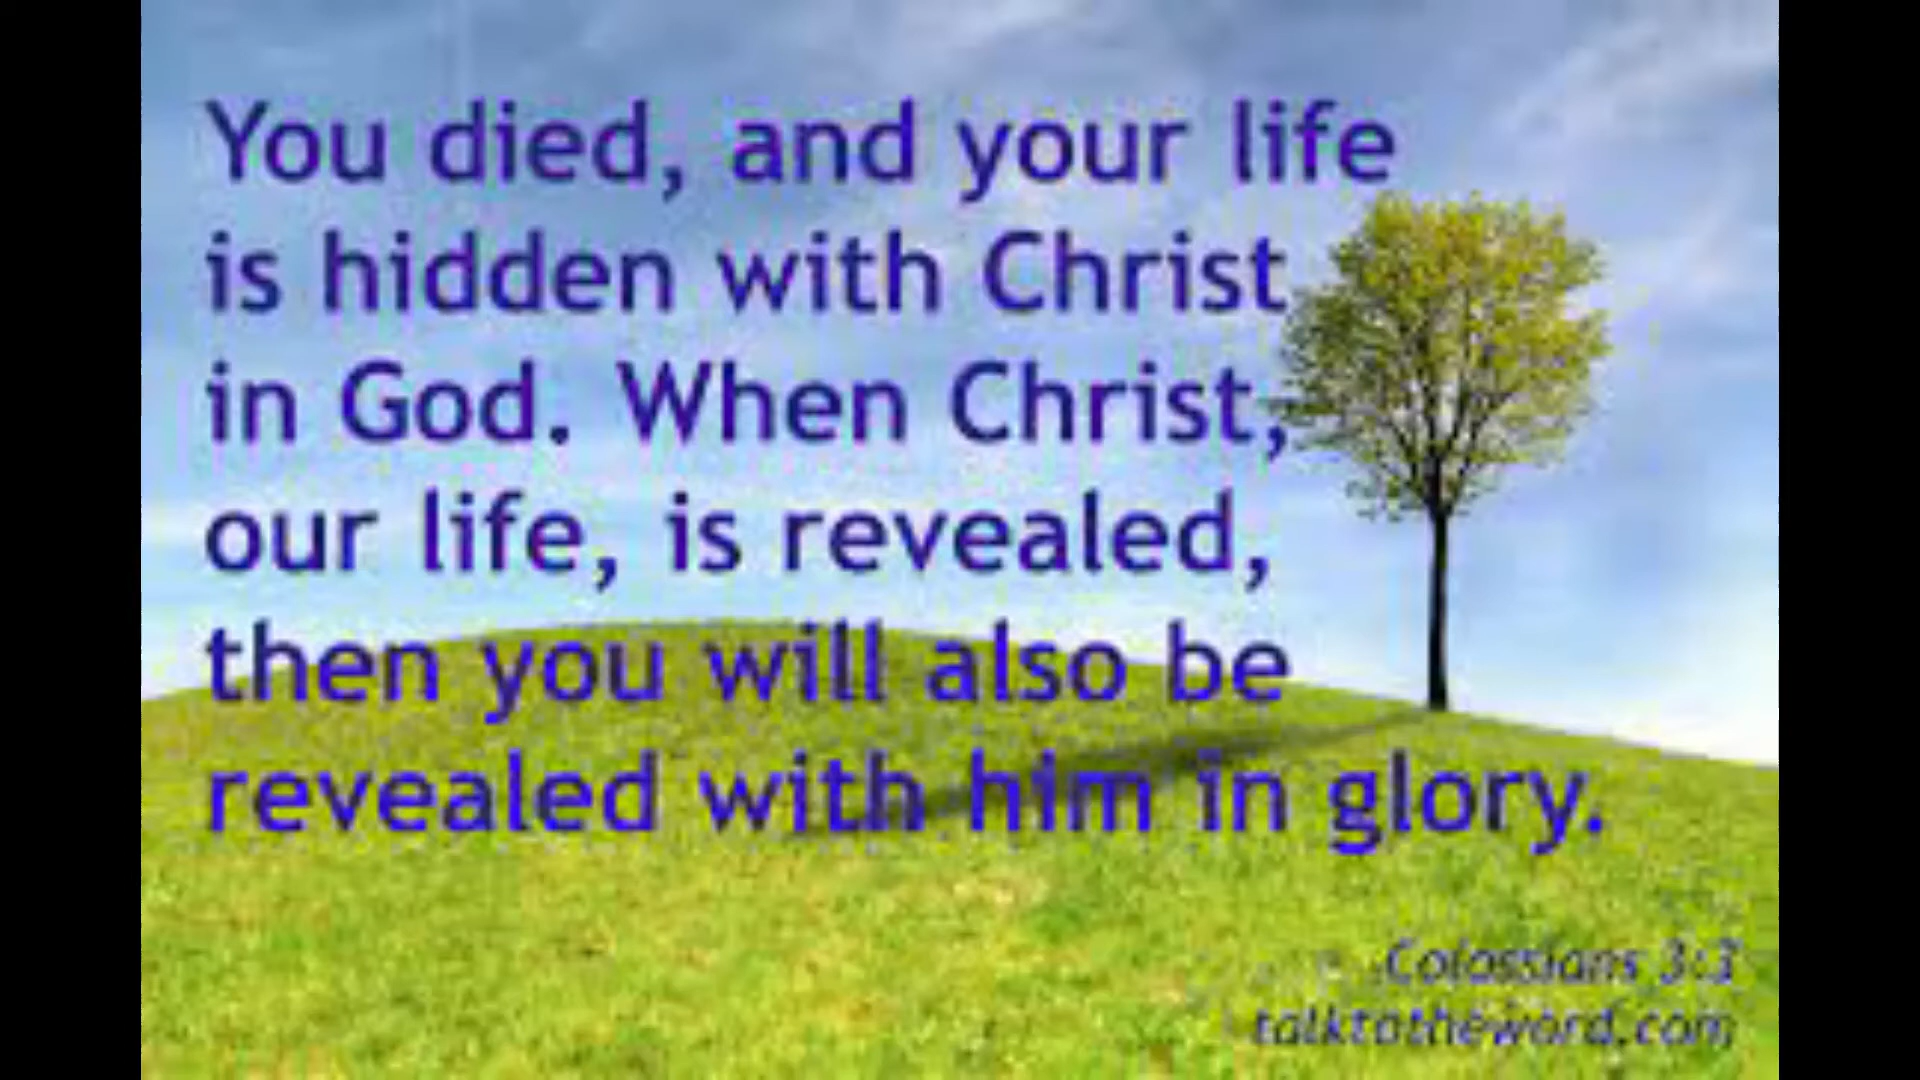 You died, and your life
is hidden with Christ
in God. When Christ,
our life, is revealed,
then you will also be
revealed with him in glory.
Colossians 3:3
talktotheword.com